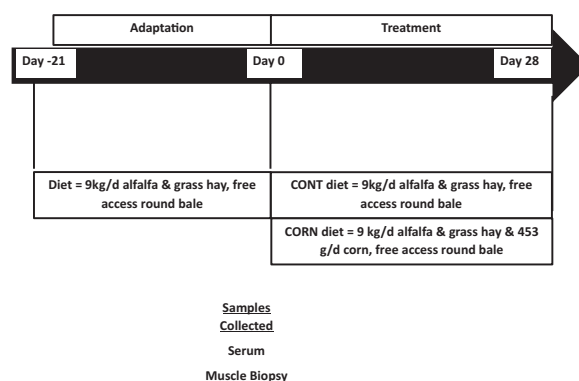 Adaptation
Treatment
Day -21
Day 0
Day 28
Diet = 9kg/d alfalfa & grass hay, free
access round bale
CONT diet = 9kg/d alfalfa & grass hay, free
access round bale
CORN diet = 9 kg/d alfalfa & grass hay & 453
g/d corn, free access round bale
Samples
Collected
Serum
Muscle Biopsy